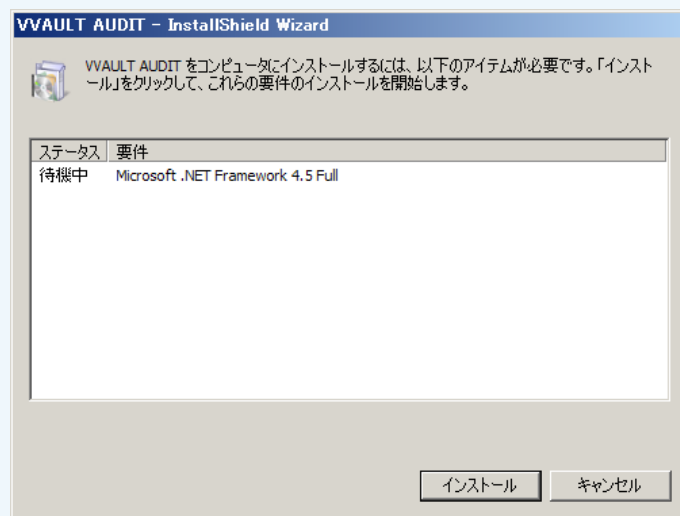 VVAULT AUDIT - InstallShield Wizard
VVAULT AUDIT をコンピュータにインストールするには、以下のアイテムが必要です。「インスト
ール」をクリックして、これらの要件のインストールを開始します。
ステータス 要件
待機中 Microsoft .NET Framework 4.5 Full
インストール キャンセル